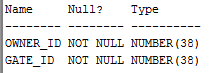 Name     Null?    Type
-------- -------- ----------
OWNER_ID NOT NULL NUMBER(38)
GATE_ID  NOT NULL NUMBER(38)